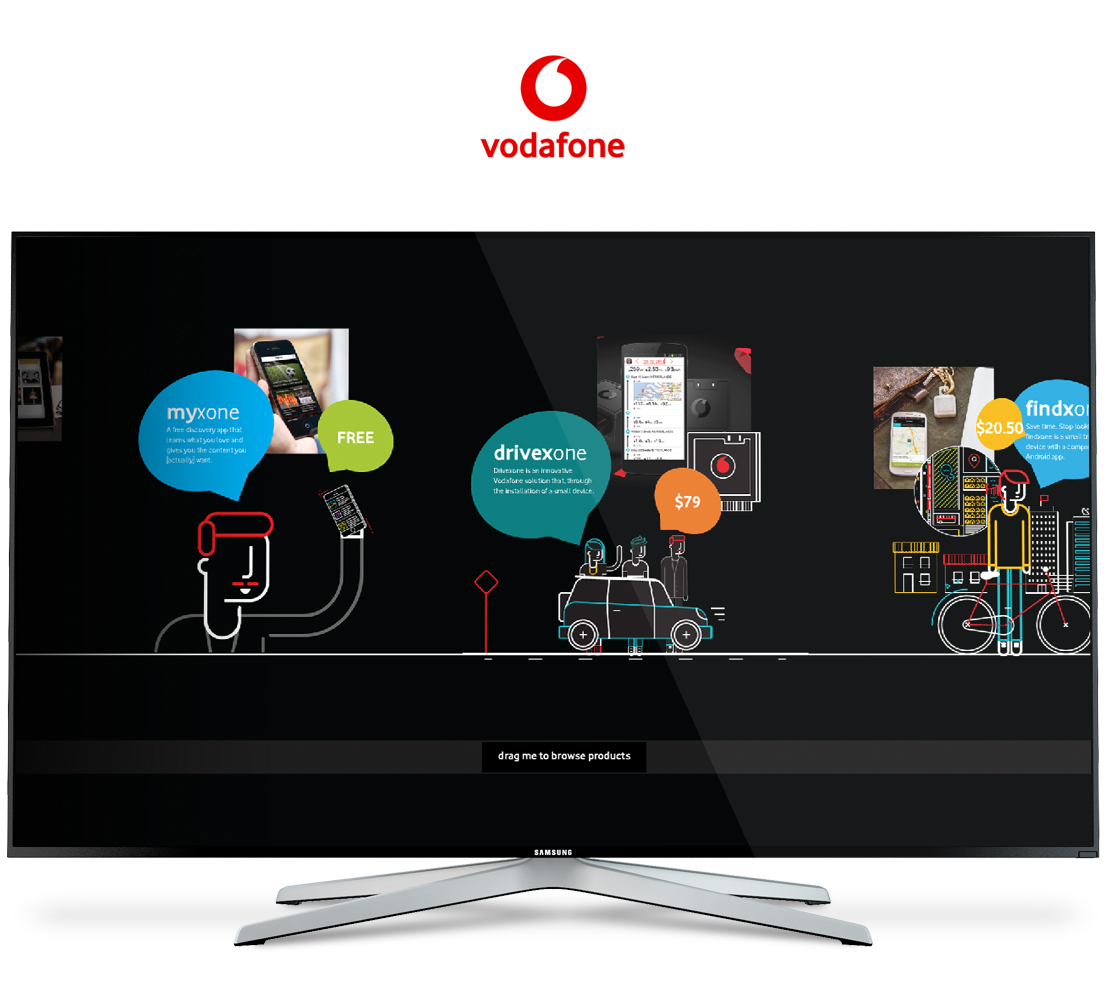 vodafone
myxone
A free discovery app that
learns what you love and
gives you the content you
[actually] want.
FREE
drivexone
Drivexone is an innovative
Vodafone solution that, through
the installation of a small device.
$79
$20.50
findxon
Save time. Stop look
findxone is a small tr
device with a compa
Android app.
drag me to browse products
SAMSUNG